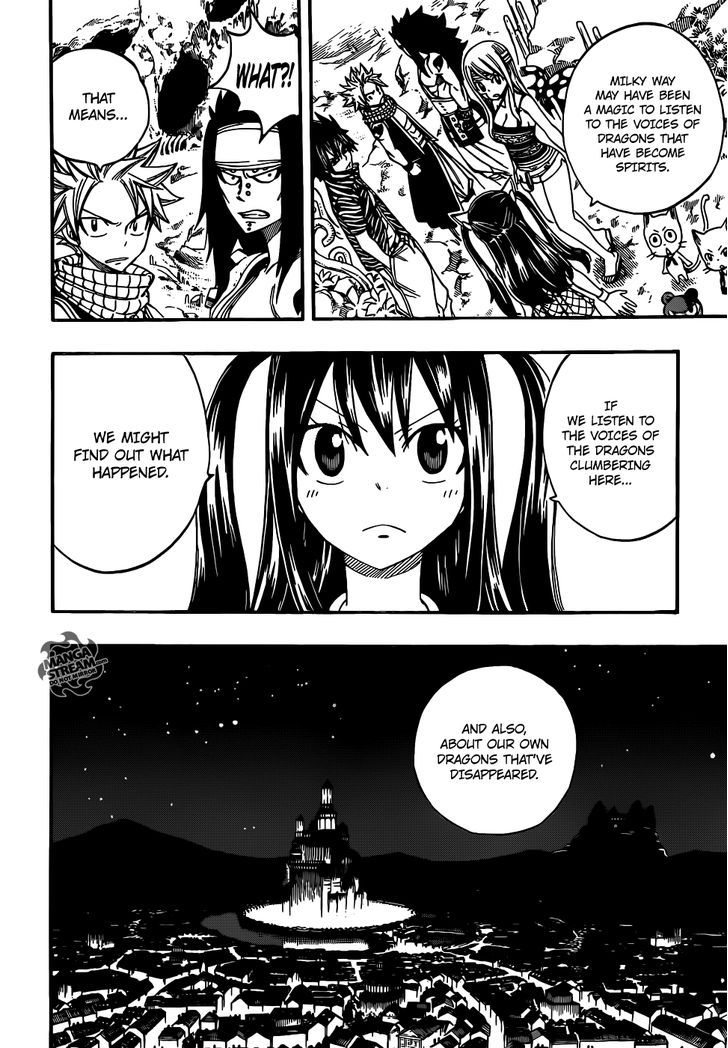 MILKY WAY
MAY HAVE BEEN
A MAGIC TO LISTEN
TO THE VOICES OF
DRAGONS THAT
HAVE BECOME
SPIRITS.
WHAT?!
THAT
MEANS...
IF
WE LISTEN TO
THE VOICES OF
THE DRAGONS
CLUMBERING
HERE...
WE MIGHT
FIND OUT WHAT
HAPPENED.
MANGA
STREAM
AND ALSO,
ABOUT OUR OWN
DRAGONS THAT'VE
DISAPPEARED.